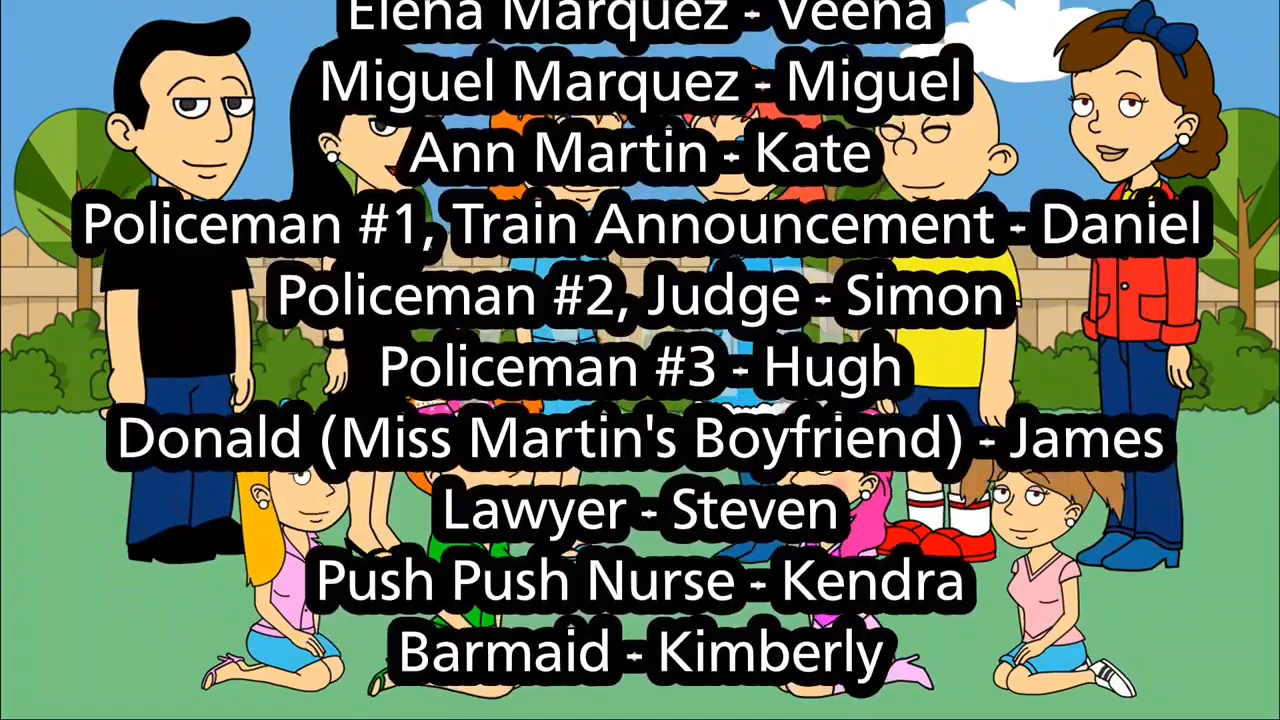 Elena Marquez - Veena
Miguel Marquez - Miguel
Ann Martin - Kate
Policeman #1, Train Announcement - Daniel
Policeman #2, Judge - Simon
Policeman #3 - Hugh
Donald (Miss Martin's Boyfriend) - James
Lawyer - Steven
Push Push Nurse - Kendra
Barmaid - Kimberly